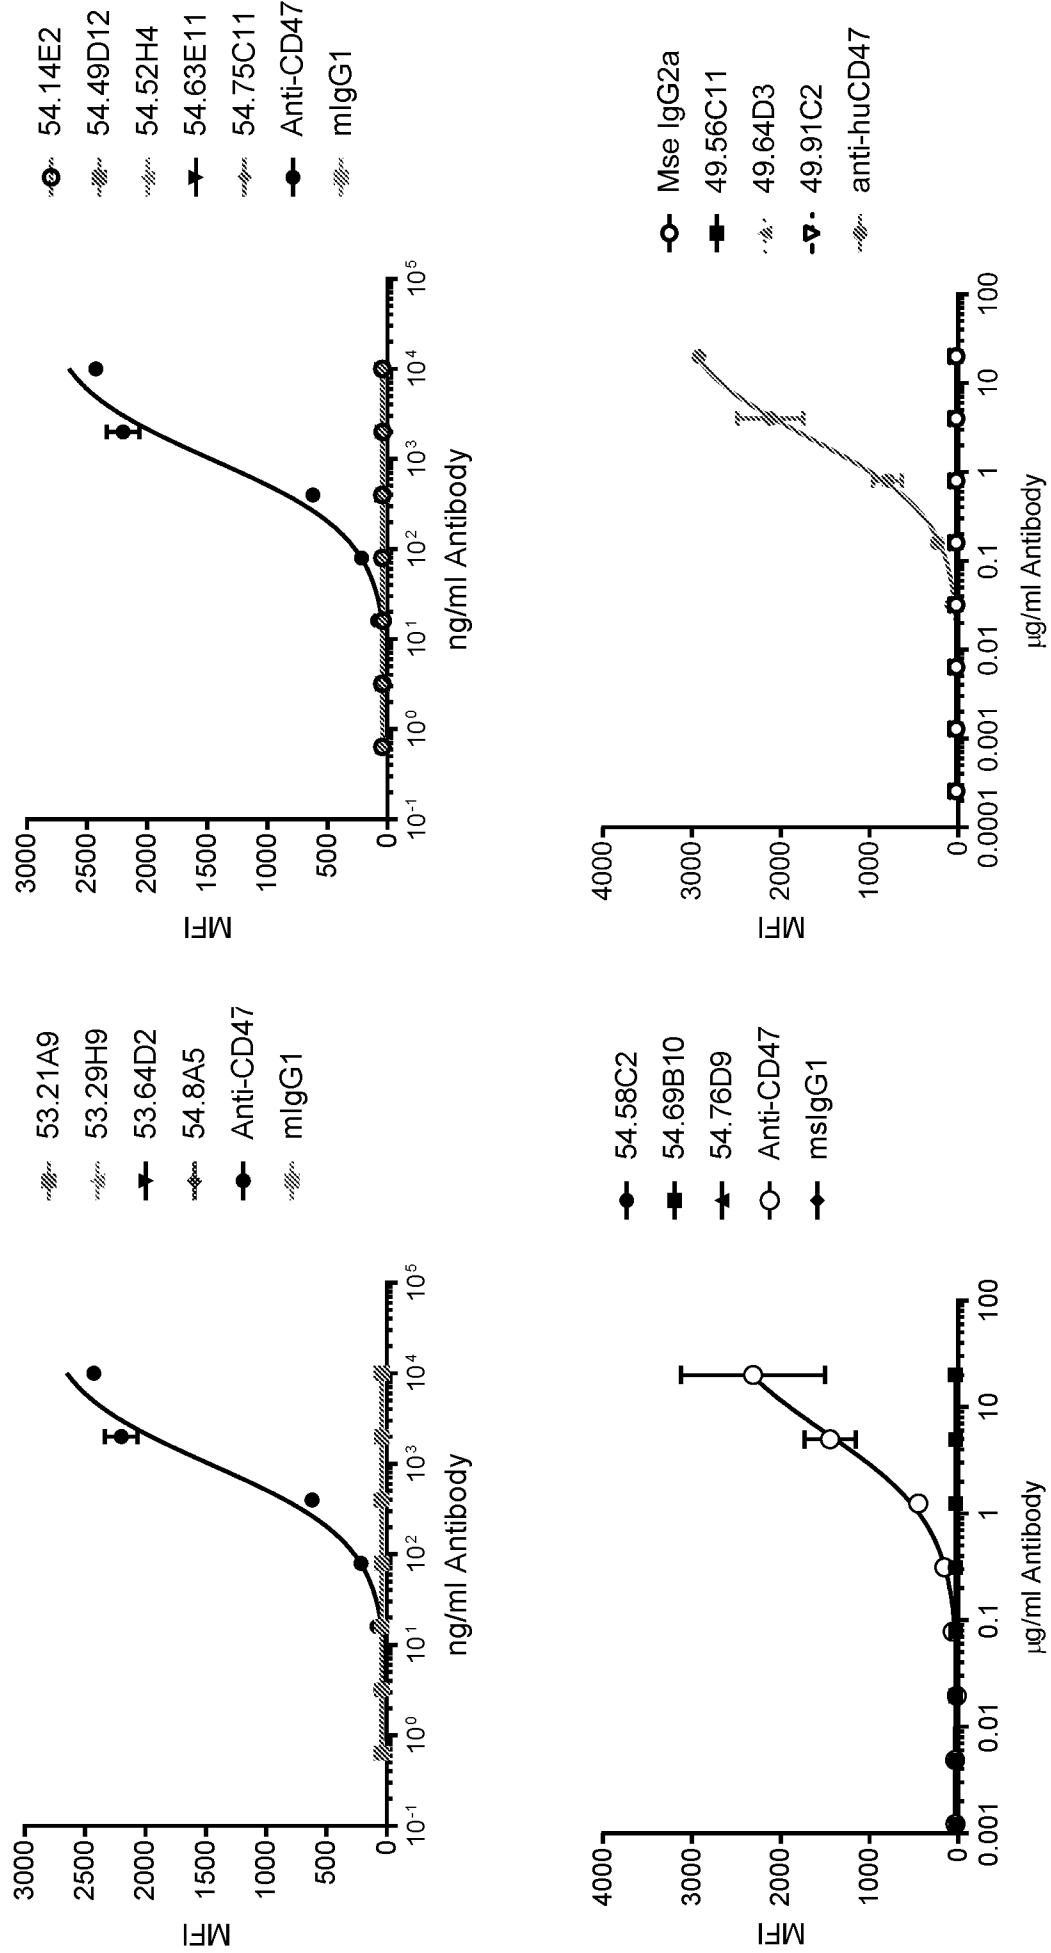 3000
2500
2000
1500
1000
500
0
MFI
10⁻¹ 10⁰ 10¹ 10² 10³ 10⁴ 10⁵
ng/ml Antibody
53.21A9
53.29H9
53.64D2
54.8A5
Anti-CD47
mIgG1
3000
2500
2000
1500
1000
500
0
MFI
10⁻¹ 10⁰ 10¹ 10² 10³ 10⁴ 10⁵
ng/ml Antibody
54.14E2
54.49D12
54.52H4
54.63E11
54.75C11
Anti-CD47
mIgG1
4000
3000
2000
1000
0
MFI
0.001 0.01 0.1 1 10 100
μg/ml Antibody
54.58C2
54.69B10
54.76D9
Anti-CD47
msIgG1
4000
3000
2000
1000
0
MFI
0.0001 0.001 0.01 0.1 1 10 100
μg/ml Antibody
Mse IgG2a
49.56C11
49.64D3
49.91C2
anti-huCD47